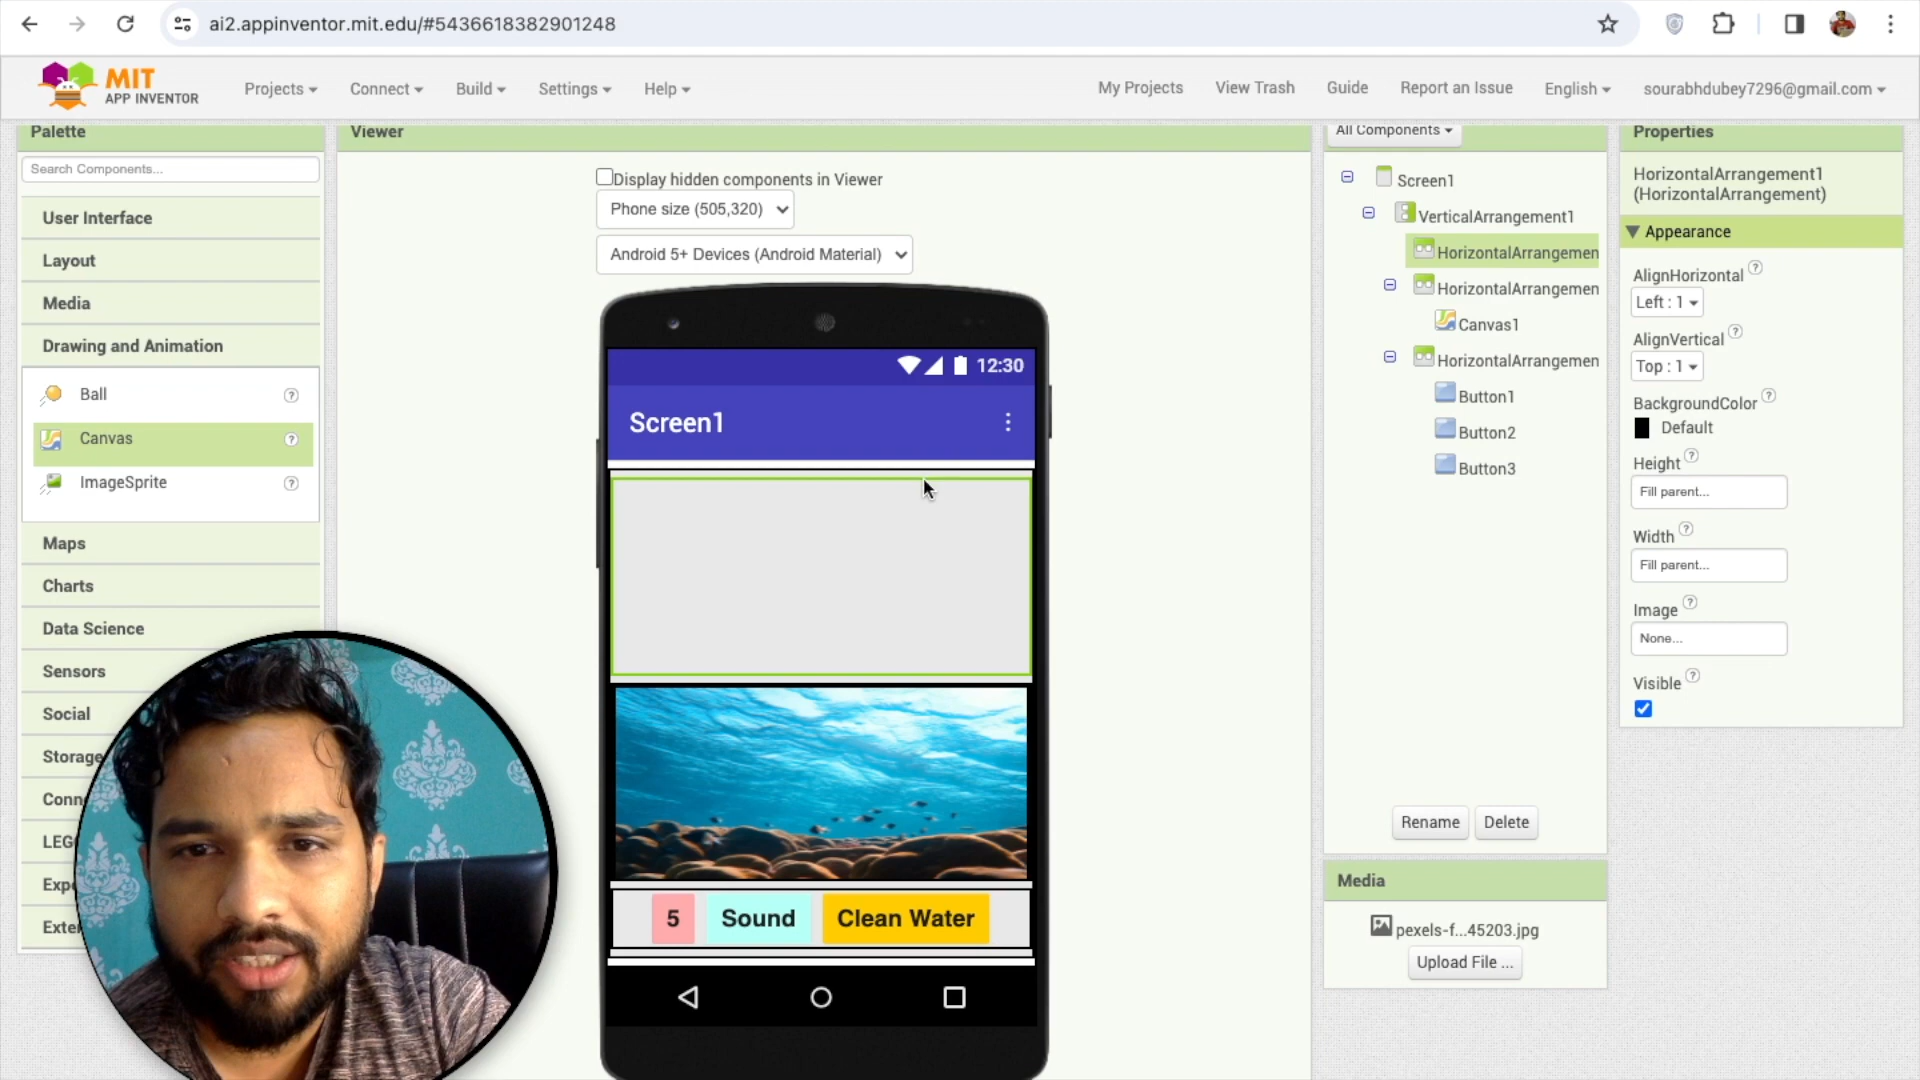 ai2.appinventor.mit.edu/#5436618382901248
MIT
APP INVENTOR
Projects
Connect
Build
Settings
Help
My Projects
View Trash
Guide
Report an Issue
English
sourabhdubey7296@gmail.com
Palette
Search Components...
User Interface
Layout
Media
Drawing and Animation
Ball
?
Canvas
?
ImageSprite
?
Maps
Charts
Data Science
Sensors
Social
Storage
Conn
LEG
Exp
Exte
Viewer
Display hidden components in Viewer
Phone size (505,320)
Android 5+ Devices (Android Material)
12:30
Screen1
5
Sound
Clean Water
All Components
Screen1
VerticalArrangement1
HorizontalArrangemen
HorizontalArrangemen
Canvas1
HorizontalArrangemen
Button1
Button2
Button3
Rename
Delete
Media
pexels-f...45203.jpg
Upload File ...
Properties
HorizontalArrangement1
(HorizontalArrangement)
Appearance
AlignHorizontal ?
Left : 1
AlignVertical ?
Top : 1
BackgroundColor ?
Default
Height ?
Fill parent...
Width ?
Fill parent...
Image ?
None...
Visible ?